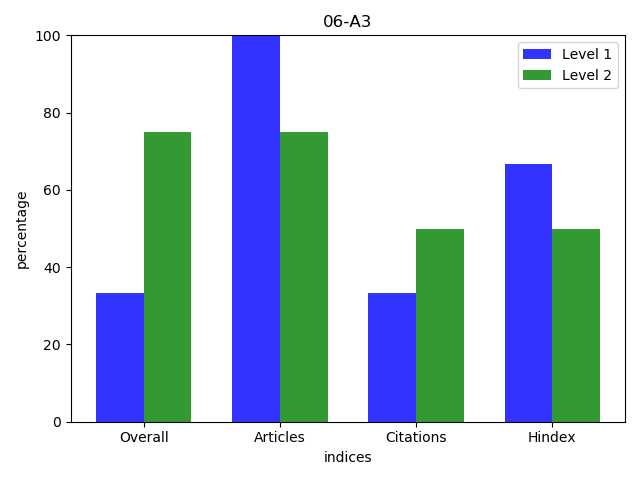 06-A3
100
80
60
40
20
0
percentage
Level 1
Level 2
Overall Articles Citations Hindex
indices